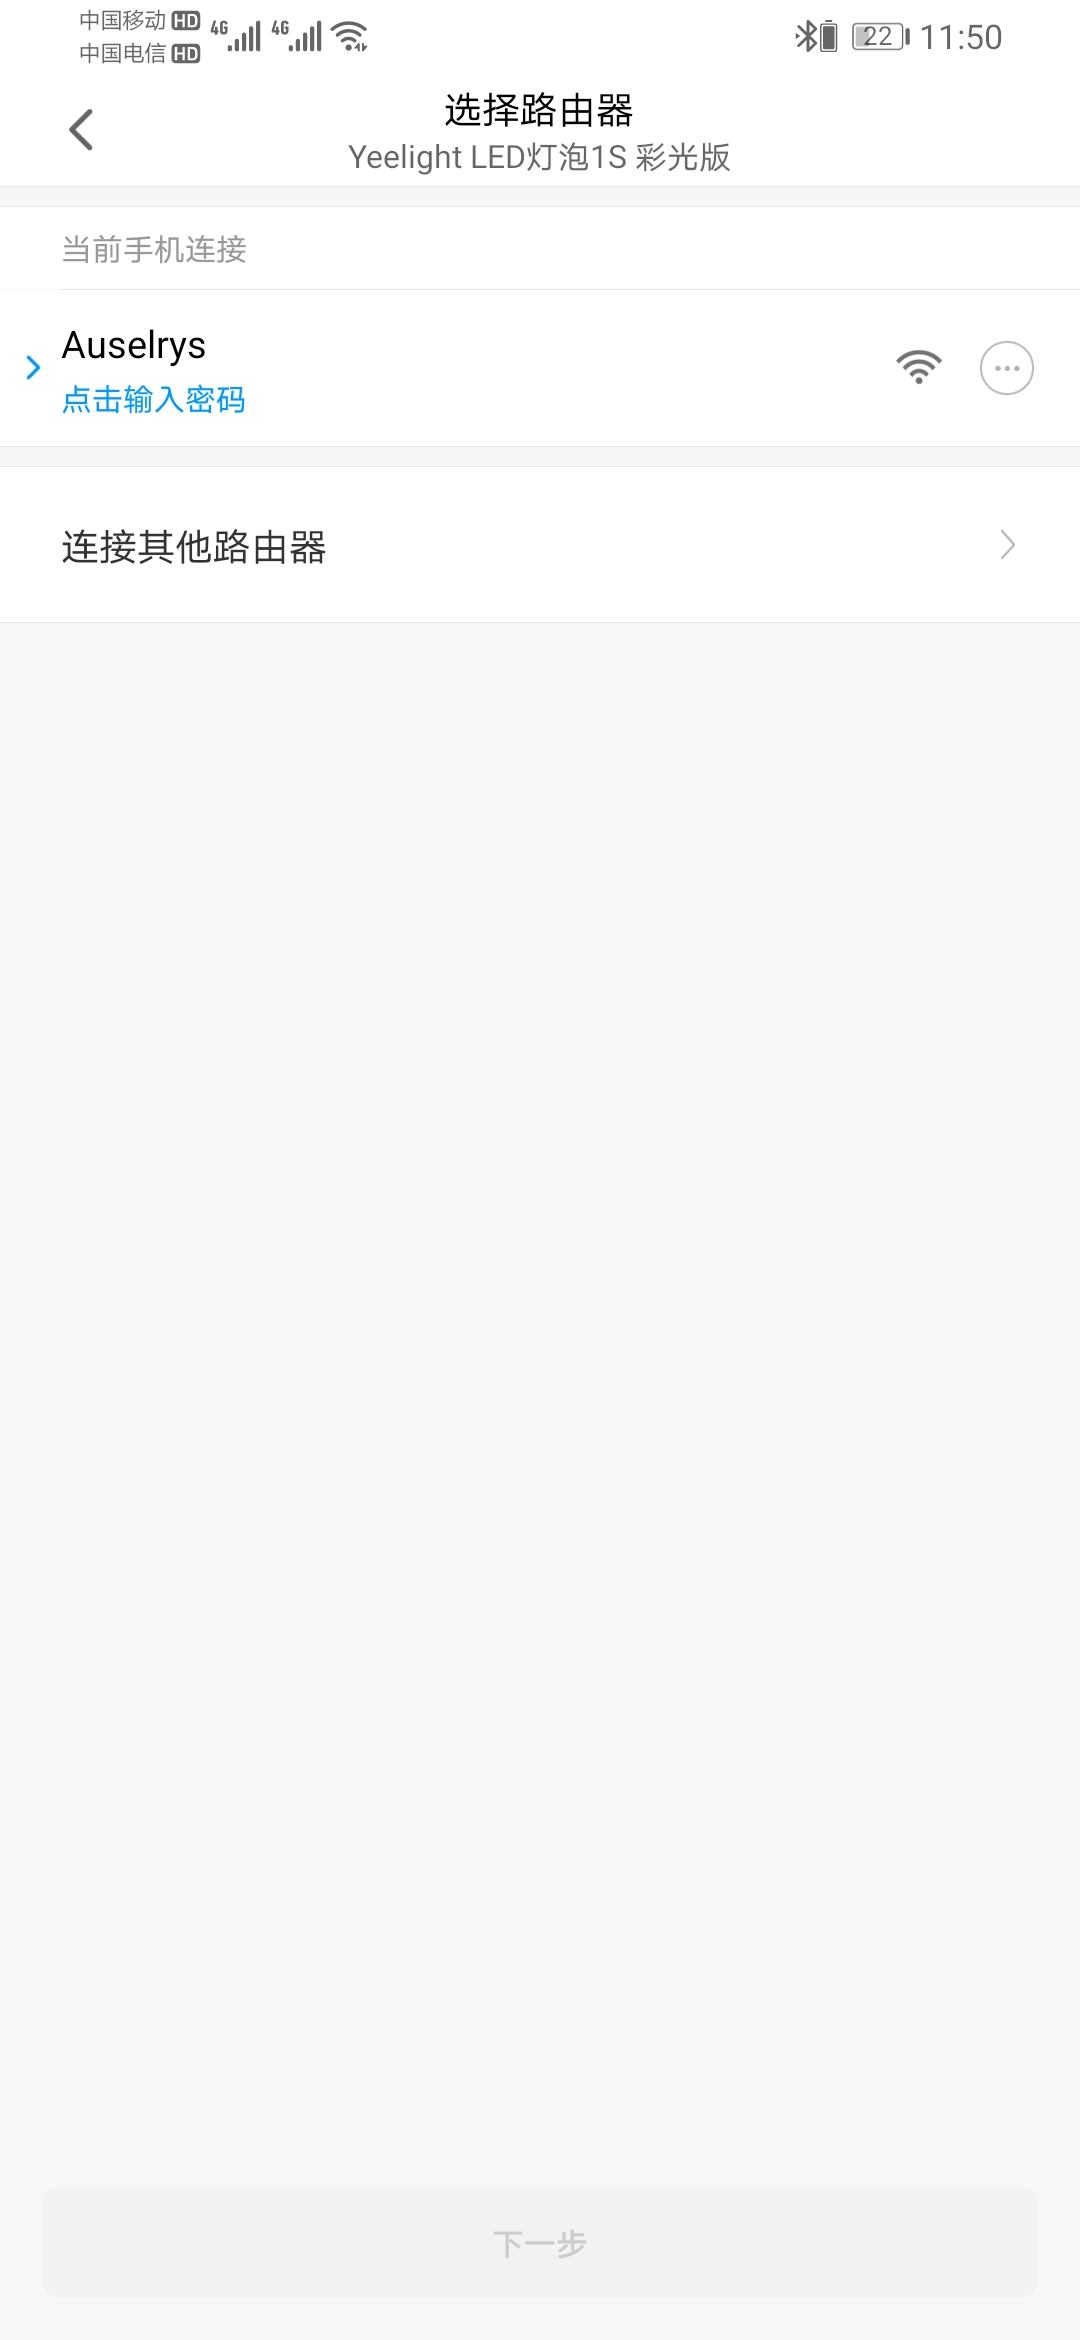 中国移动 HD 4G 4G 22 11:50
中国电信 HD
选择路由器
Yeelight LED灯泡1S 彩光版
当前手机连接
Auselrys
点击输入密码
连接其他路由器
下一步